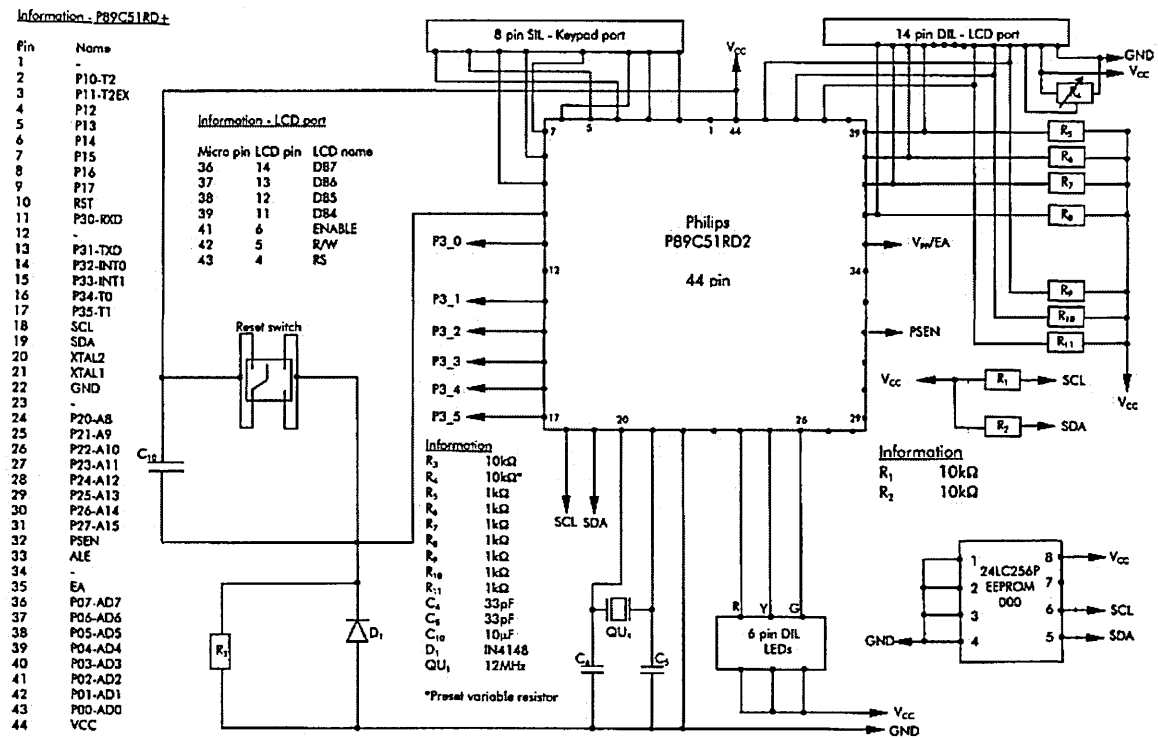 Information - P89C51RD+
Pin Name
1 -
2 P10-T2
3 P11-T2EX
4 P12
5 P13
6 P14
7 P15
8 P16
9 P17
10 RST
11 P30-RXD
12 -
13 P31-TXD
14 P32-INT0
15 P33-INT1
16 P34-T0
17 P35-T1
18 SCL
19 SDA
20 XTAL2
21 XTAL1
22 GND
23 -
24 P20-A8
25 P21-A9
26 P22-A10
27 P23-A11
28 P24-A12
29 P25-A13
30 P26-A14
31 P27-A15
32 PSEN
33 ALE
34 -
35 EA
36 P07-AD7
37 P06-AD6
38 P05-AD5
39 P04-AD4
40 P03-AD3
41 P02-AD2
42 P01-AD1
43 P00-AD0
44 VCC
8 pin SIL - Keypad port
Vcc
14 pin DIL - LCD port
GND
Vcc
R4
Information - LCD port
Micro pin LCD pin LCD name
36 14 DB7
37 13 DB6
38 12 DB5
39 11 DB4
41 6 ENABLE
42 5 R/W
43 4 RS
7 5 1 44 39
R5
R6
R7
R8
Philips
P89C51RD2
44 pin
P3_0
VPP/EA
12 34
P3_1
P3_2
P3_3
P3_4
P3_5
PSEN
17 20 26 29
R9
R10
R11
Vcc
Reset switch
C10
Vcc R1 SCL
R2 SDA
Information
R1 10kΩ
R2 10kΩ
Information
R3 10kΩ
R4 10kΩ*
R5 1kΩ
R6 1kΩ
R7 1kΩ
R8 1kΩ
R9 1kΩ
R10 1kΩ
R11 1kΩ
C4 33pF
C5 33pF
C10 10µF
D1 IN4148
QU1 12MHz
*Preset variable resistor
SCL SDA
R3
D1
QU1
C4 C5
R Y G
6 pin DIL
LEDs
Vcc
GND
24LC256P
EEPROM
000
1 8 Vcc
2 7
3 6 SCL
GND 4 5 SDA